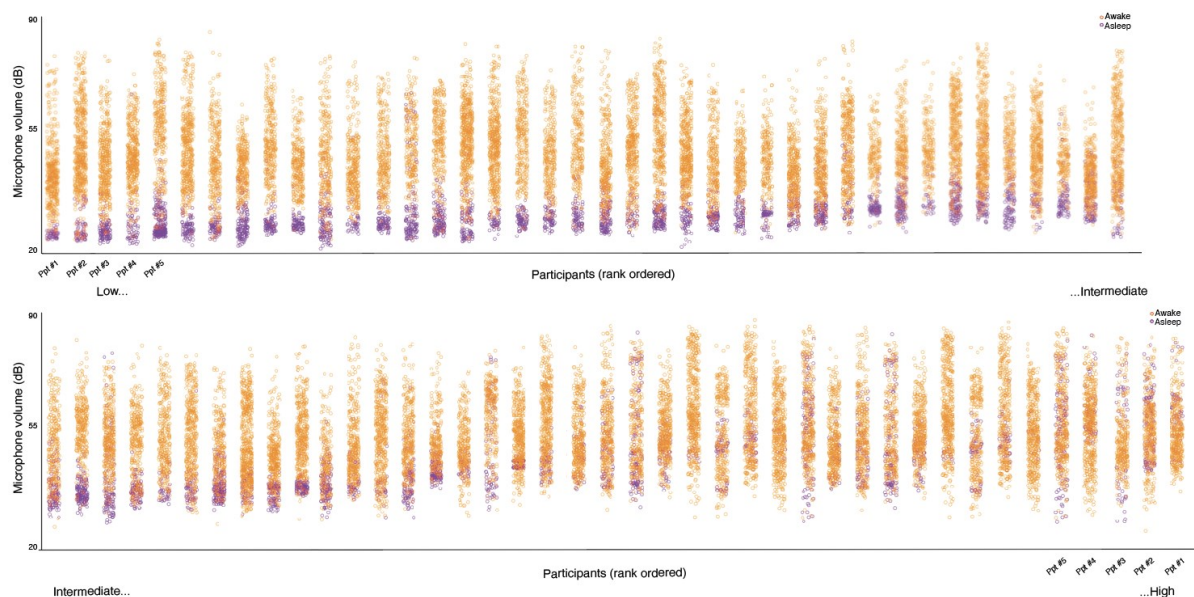 90
Awake
Asleep
Microphone volume (dB)
55
20
Ppt #1
Ppt #2
Ppt #3
Ppt #4
Ppt #5
Participants (rank ordered)
Low...
...Intermediate
90
Awake
Asleep
Microphone volume (dB)
55
20
Ppt #5
Ppt #4
Ppt #3
Ppt #2
Ppt #1
Participants (rank ordered)
Intermediate...
...High